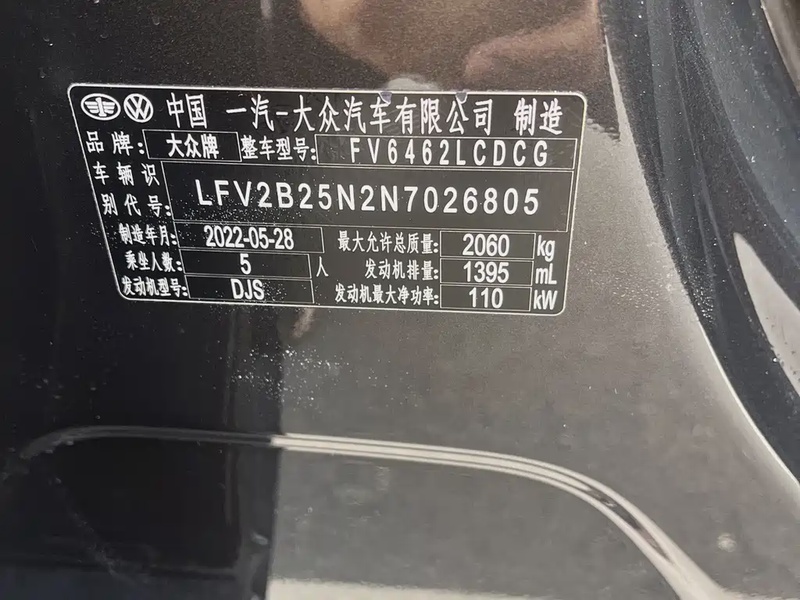 中国 一汽-大众汽车有限公司 制造
品牌: 大众牌 整车型号: FV6462LCDCG
车辆识别代号: LFV2B25N2N7026805
制造年月: 2022-05-28 最大允许总质量: 2060 kg
乘坐人数: 5 人 发动机排量: 1395 mL
发动机型号: DJS 发动机最大净功率: 110 kW